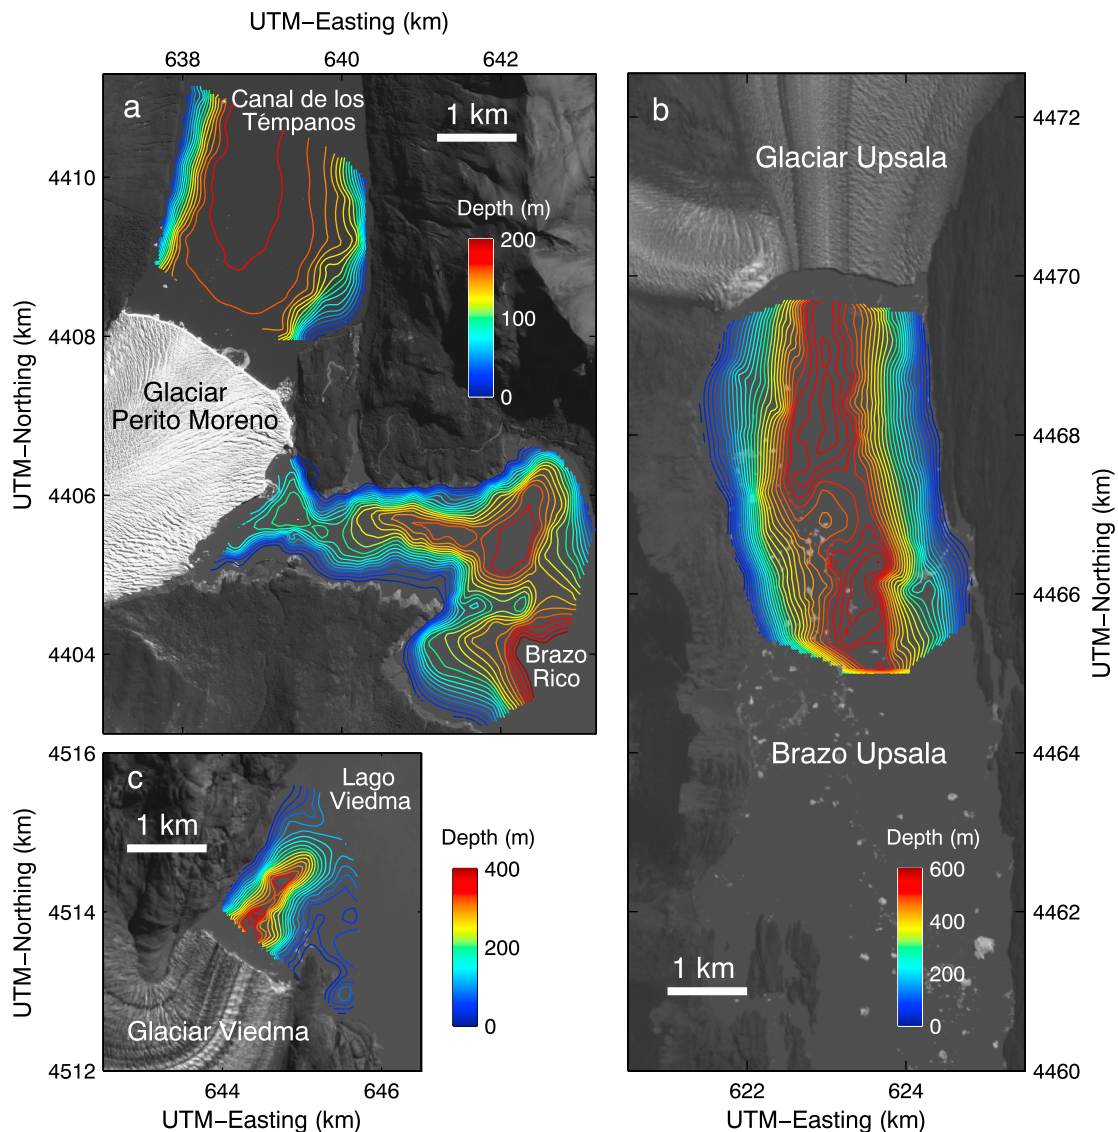 UTM−Easting (km)
638 640 642
a
Canal de los
Témpanos
1 km
4410
4408
4406
4404
UTM−Northing (km)
Depth (m)
200
100
0
Glaciar
Perito Moreno
Brazo
Rico
b
Glaciar Upsala
Brazo Upsala
Depth (m)
600
400
200
0
1 km
4472
4470
4468
4466
4464
4462
4460
UTM−Northing (km)
622 624
UTM−Easting (km)
4516
4514
4512
UTM−Northing (km)
c
Lago
Viedma
1 km
Glaciar Viedma
Depth (m)
400
200
0
644 646
UTM−Easting (km)